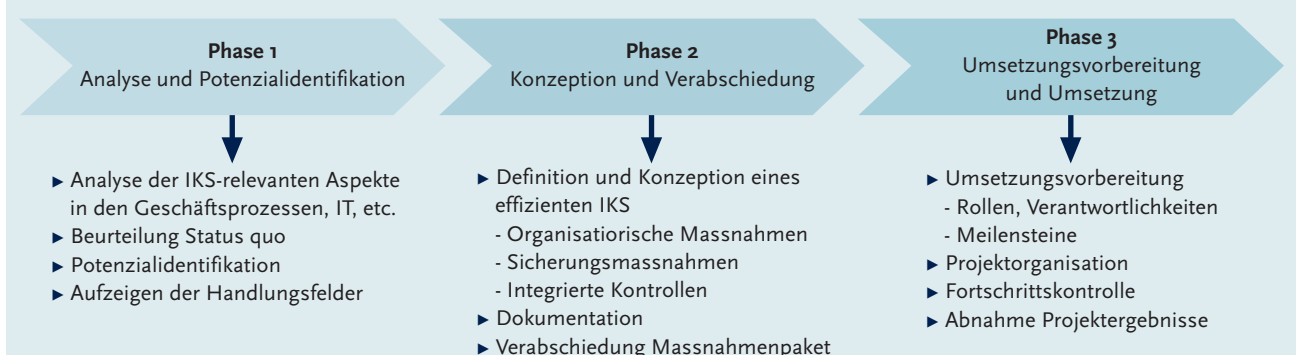 Phase 1
Analyse und Potenzialidentifikation
▸ Analyse der IKS-relevanten Aspekte
in den Geschäftsprozessen, IT, etc.
▸ Beurteilung Status quo
▸ Potenzialidentifikation
▸ Aufzeigen der Handlungsfelder
Phase 2
Konzeption und Verabschiedung
▸ Definition und Konzeption eines
effizienten IKS
- Organisatiorische Massnahmen
- Sicherungsmassnahmen
- Integrierte Kontrollen
▸ Dokumentation
▸ Verabschiedung Massnahmenpaket
Phase 3
Umsetzungsvorbereitung
und Umsetzung
▸ Umsetzungsvorbereitung
- Rollen, Verantwortlichkeiten
- Meilensteine
▸ Projektorganisation
▸ Fortschrittskontrolle
▸ Abnahme Projektergebnisse